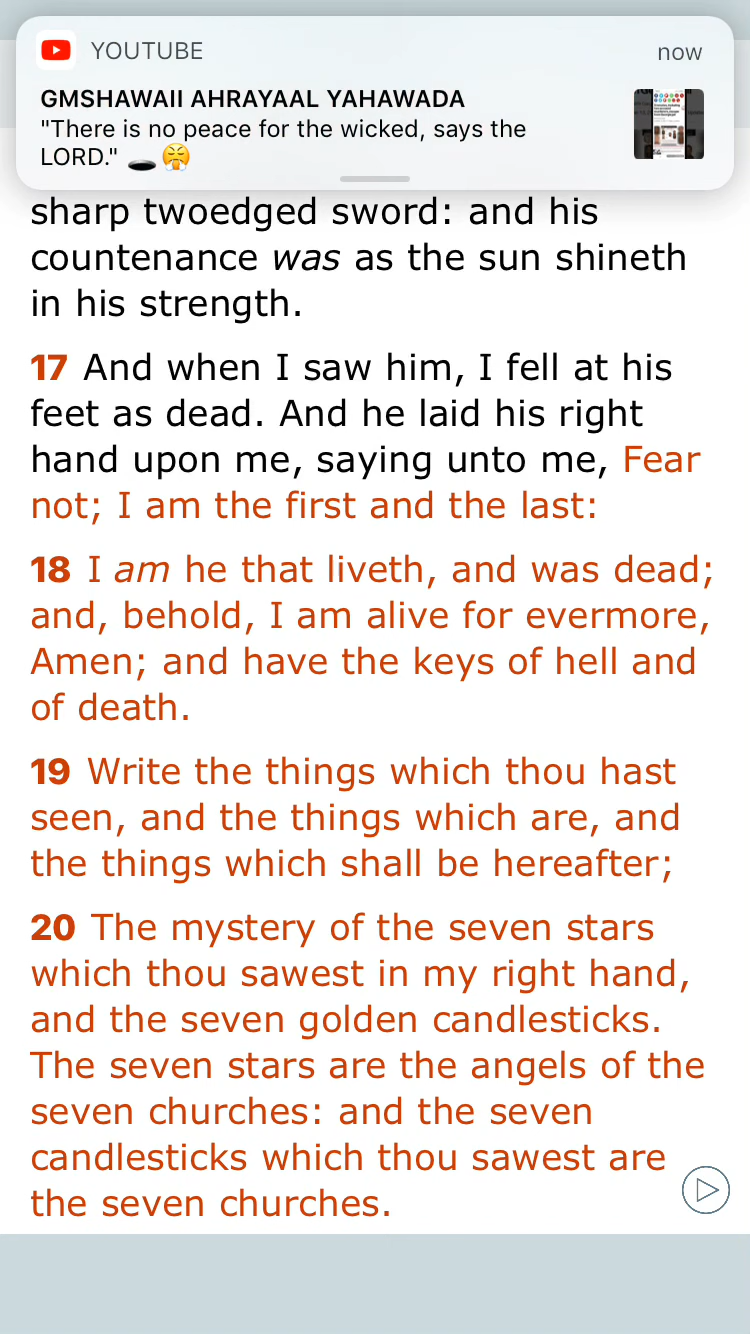 YOUTUBE
now
GMSHAWAII AHRAYAAL YAHAWADA
"There is no peace for the wicked, says the
LORD." 🕳️😤
sharp twoedged sword: and his
countenance was as the sun shineth
in his strength.
17 And when I saw him, I fell at his
feet as dead. And he laid his right
hand upon me, saying unto me, Fear
not; I am the first and the last:
18 I am he that liveth, and was dead;
and, behold, I am alive for evermore,
Amen; and have the keys of hell and
of death.
19 Write the things which thou hast
seen, and the things which are, and
the things which shall be hereafter;
20 The mystery of the seven stars
which thou sawest in my right hand,
and the seven golden candlesticks.
The seven stars are the angels of the
seven churches: and the seven
candlesticks which thou sawest are
the seven churches.